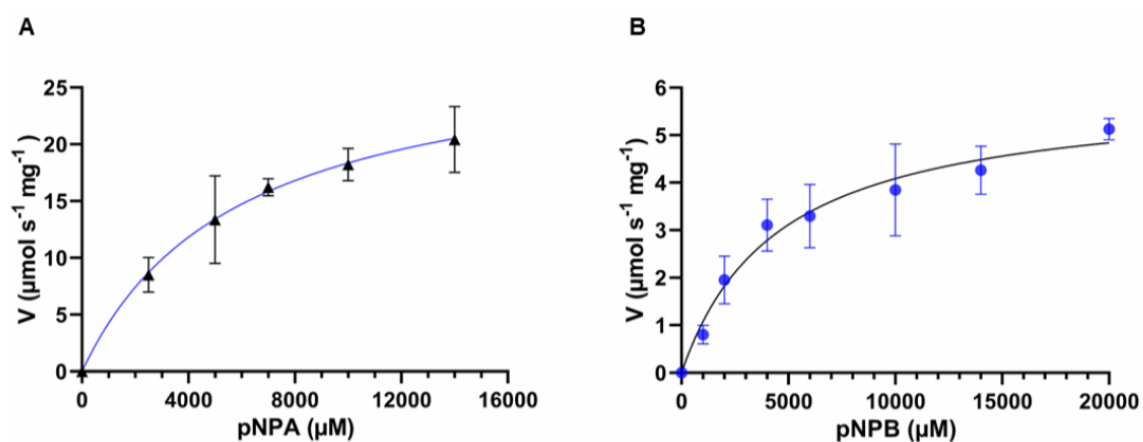 A
25
20
15
10
5
0
V (µmol s⁻¹ mg⁻¹ )
0 4000 8000 12000 16000
pNPA (µM)
B
6
5
4
3
2
1
0
V (µmol s⁻¹ mg⁻¹)
0 5000 10000 15000 20000
pNPB (µM)